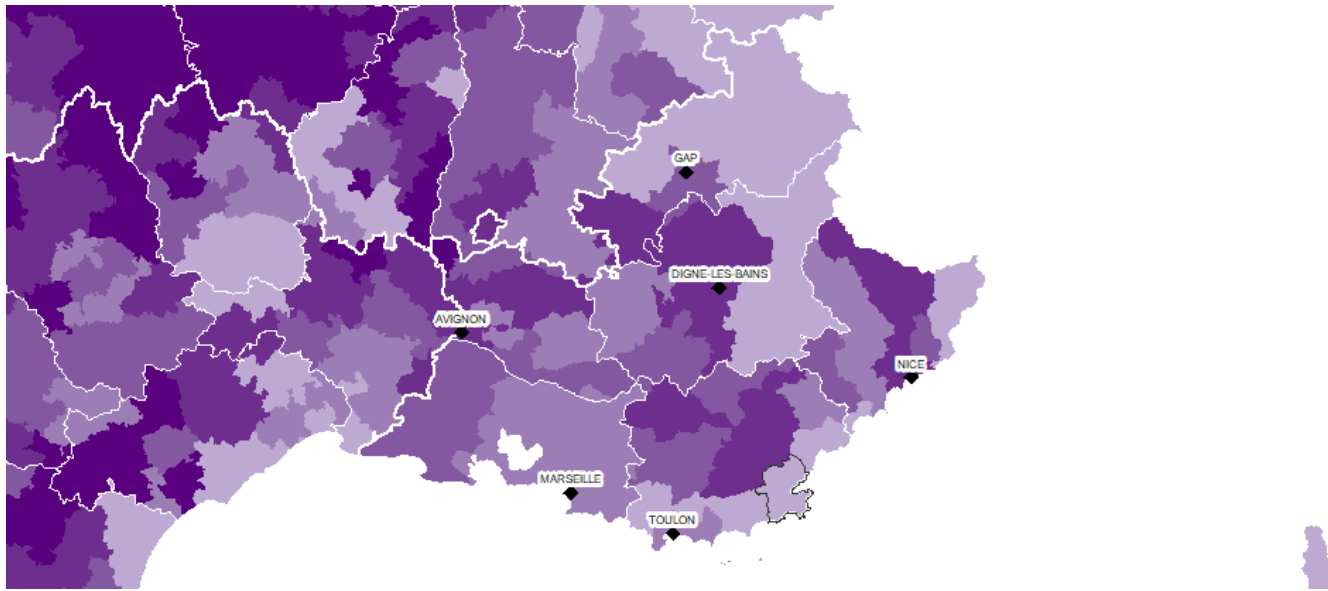 GAP
DIGNE-LES-BAINS
AVIGNON
NICE
MARSEILLE
TOULON